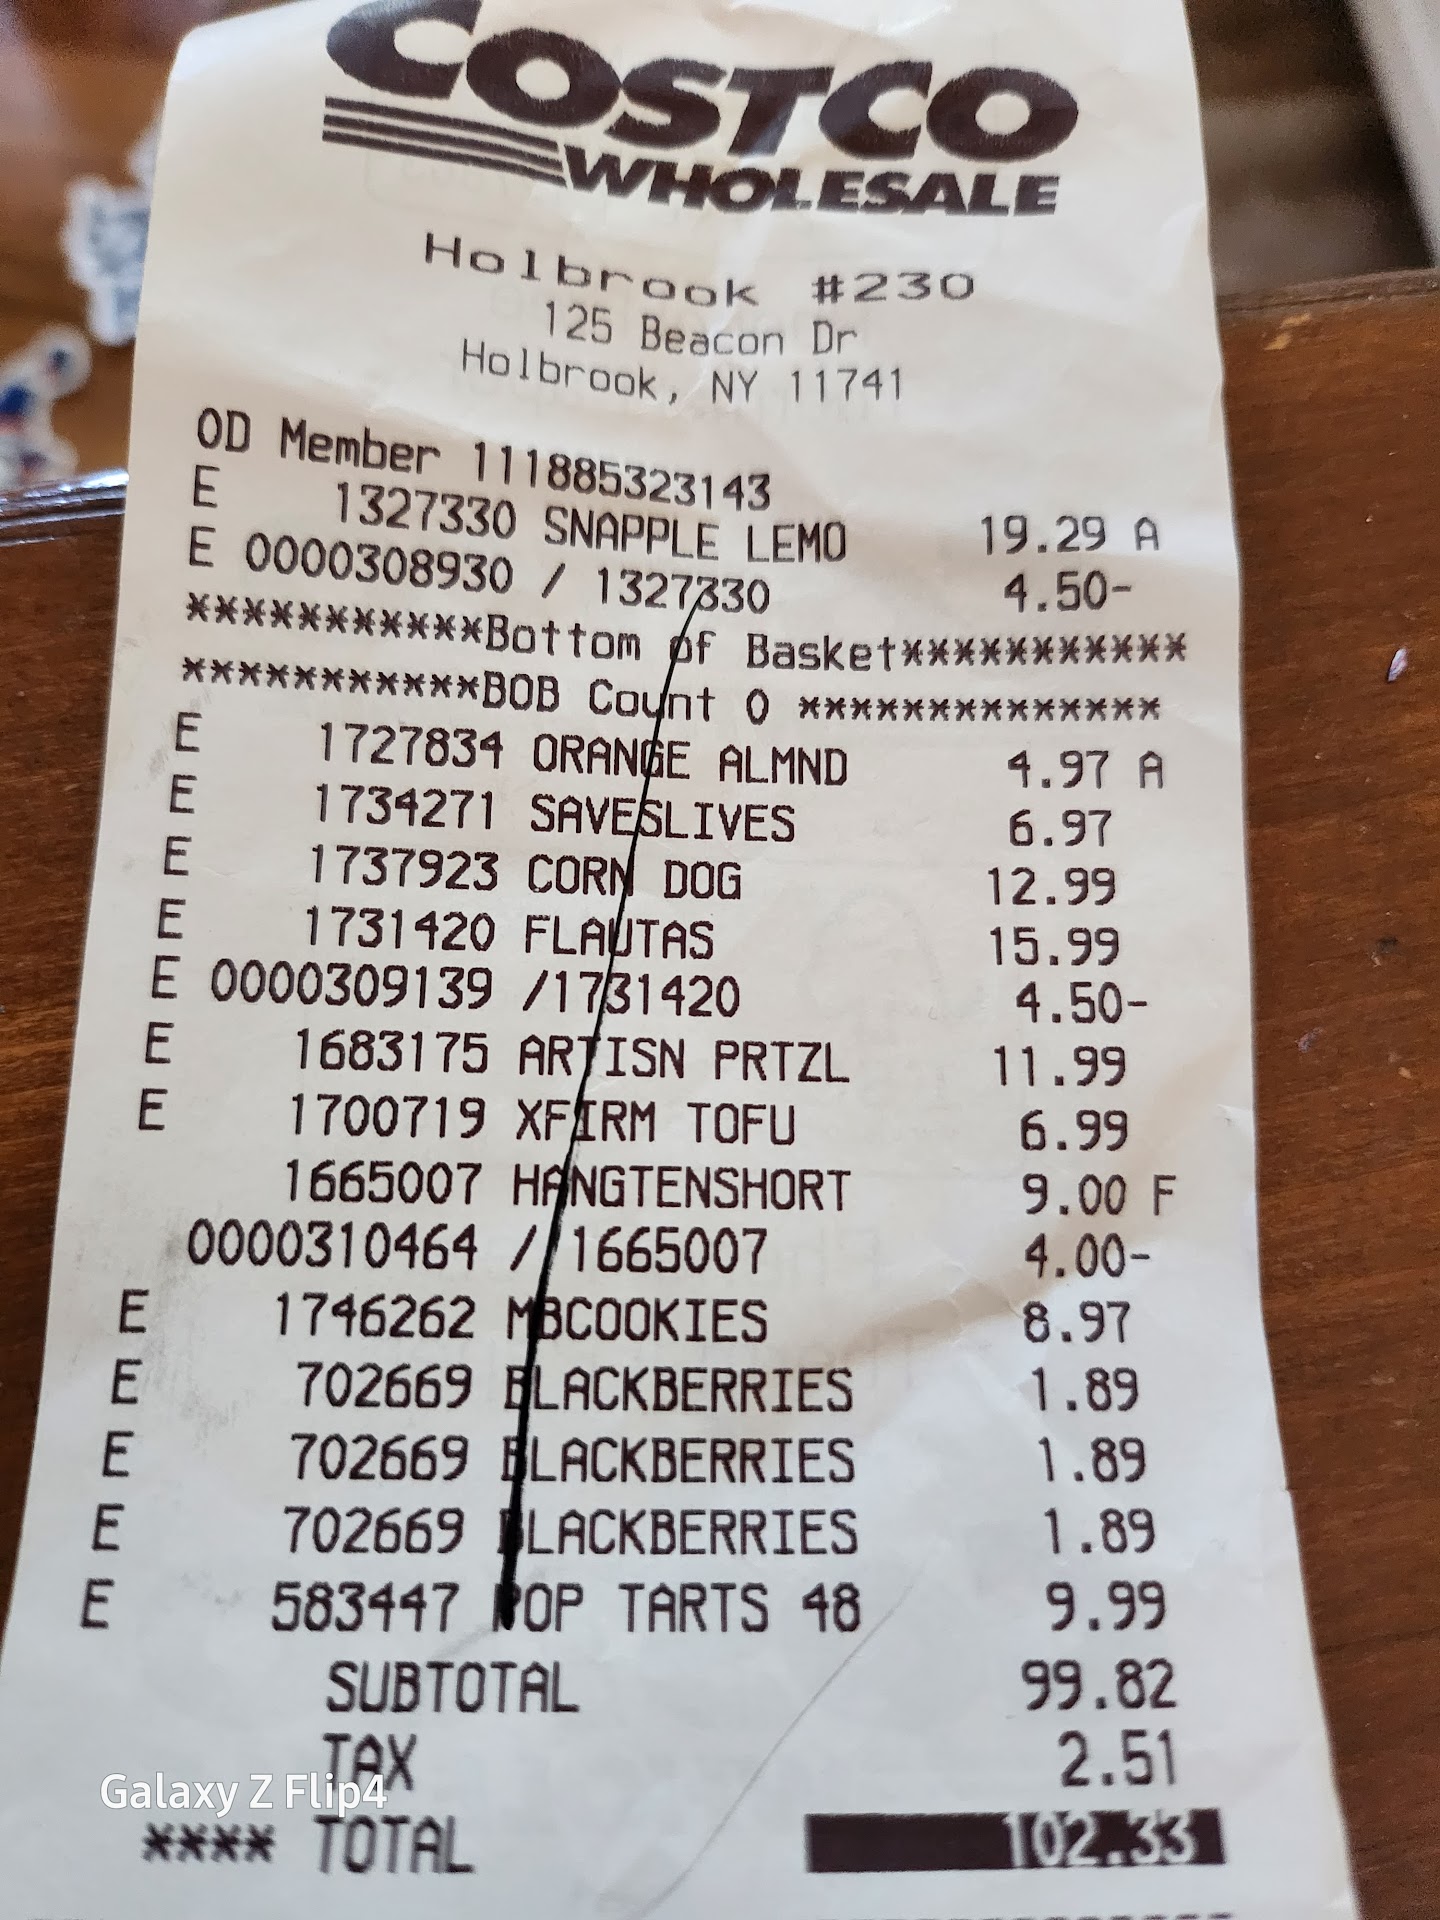 COSTCO
WHOLESALE
Holbrook #230
125 Beacon Dr
Holbrook, NY 11741
OD Member 111885323143
E 1327330 SNAPPLE LEMO 19.29 A
E 0000308930 / 1327330 4.50-
***********Bottom of Basket***********
***********BOB Count 0 **************
E 1727834 ORANGE ALMND 4.97 A
E 1734271 SAVESLIVES 6.97
E 1737923 CORN DOG 12.99
E 1731420 FLAUTAS 15.99
E 0000309139 /1731420 4.50-
E 1683175 ARTISN PRTZL 11.99
E 1700719 XFIRM TOFU 6.99
1665007 HANGTENSHORT 9.00 F
0000310464 / 1665007 4.00-
E 1746262 MBCOOKIES 8.97
E 702669 BLACKBERRIES 1.89
E 702669 BLACKBERRIES 1.89
E 702669 BLACKBERRIES 1.89
E 583447 POP TARTS 48 9.99
SUBTOTAL 99.82
TAX 2.51
Galaxy Z Flip4
**** TOTAL 102.33